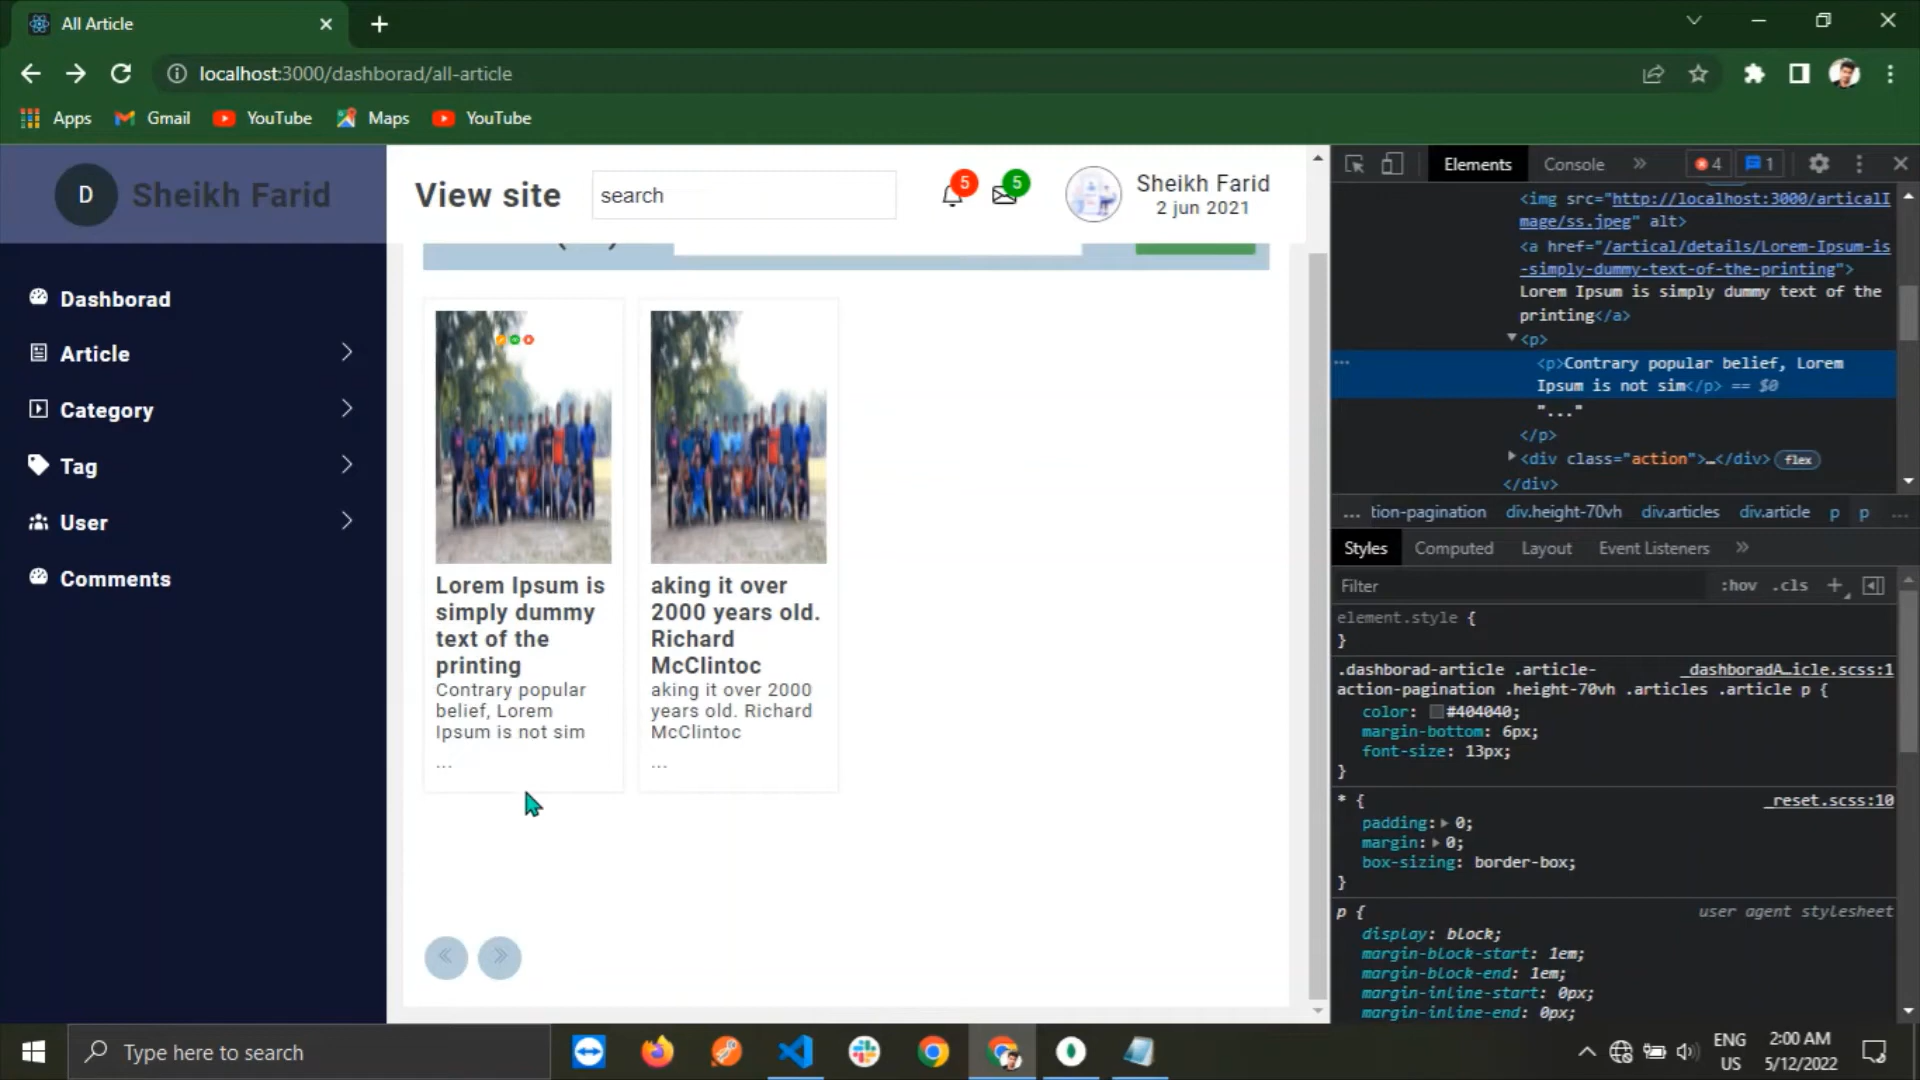 All Article
localhost:3000/dashborad/all-article
Apps
Gmail
YouTube
Maps
YouTube
D
Sheikh Farid
Dashborad
Article
Category
Tag
User
Comments
View site
search
5
5
Sheikh Farid
2 jun 2021
Lorem Ipsum is
simply dummy
text of the
printing
Contrary popular
belief, Lorem
Ipsum is not sim
...
aking it over
2000 years old.
Richard
McClintoc
aking it over 2000
years old. Richard
McClintoc
...
Elements
Console
4
1
<img src="http://localhost:3000/articalI
mage/ss.jpeg" alt>
<a href="/artical/details/Lorem-Ipsum-is
-simply-dummy-text-of-the-printing">
Lorem Ipsum is simply dummy text of the
printing</a>
<p>
<p>Contrary popular belief, Lorem
Ipsum is not sim</p> == $0
"..."
</p>
<div class="action">…</div> flex
</div>
... tion-pagination div.height-70vh div.articles div.article p p ...
Styles Computed Layout Event Listeners
Filter :hov .cls
element.style {
}
.dashborad-article .article- _dashboradA…icle.scss:1
action-pagination .height-70vh .articles .article p {
color: #404040;
margin-bottom: 6px;
font-size: 13px;
}
* { _reset.scss:10
padding: 0;
margin: 0;
box-sizing: border-box;
}
p { user agent stylesheet
display: block;
margin-block-start: 1em;
margin-block-end: 1em;
margin-inline-start: 0px;
margin-inline-end: 0px;
Type here to search
ENG
US
2:00 AM
5/12/2022